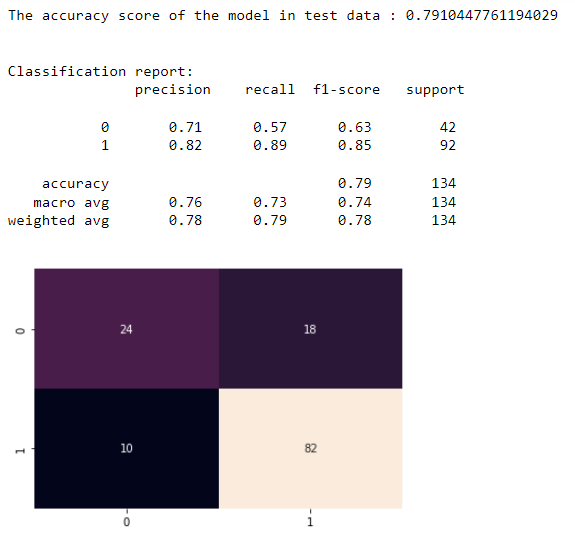 The accuracy score of the model in test data : 0.7910447761194029
Classification report:
precision recall f1-score support
0 0.71 0.57 0.63 42
1 0.82 0.89 0.85 92
accuracy 0.79 134
macro avg 0.76 0.73 0.74 134
weighted avg 0.78 0.79 0.78 134
0 24 18
1 10 82
0 1